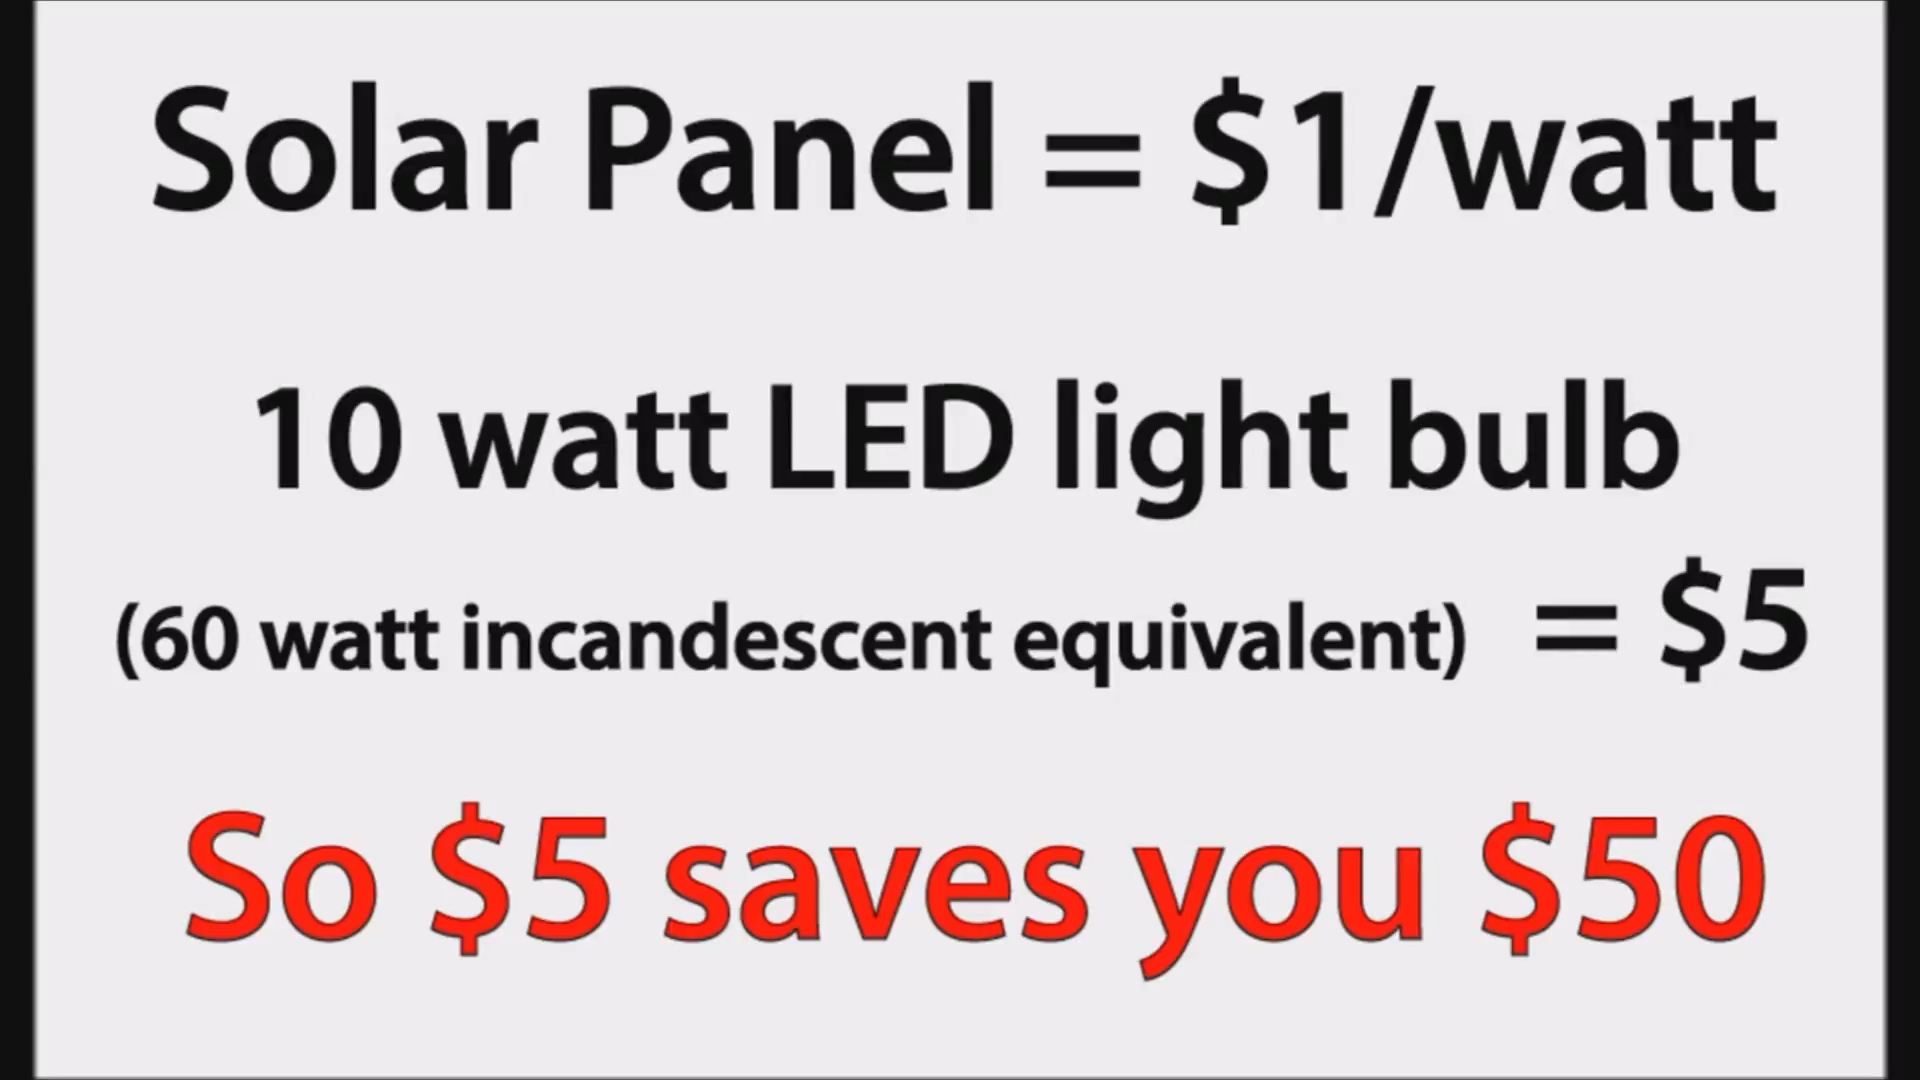 Solar Panel = $1/watt
10 watt LED light bulb
(60 watt incandescent equivalent) = $5
So $5 saves you $50